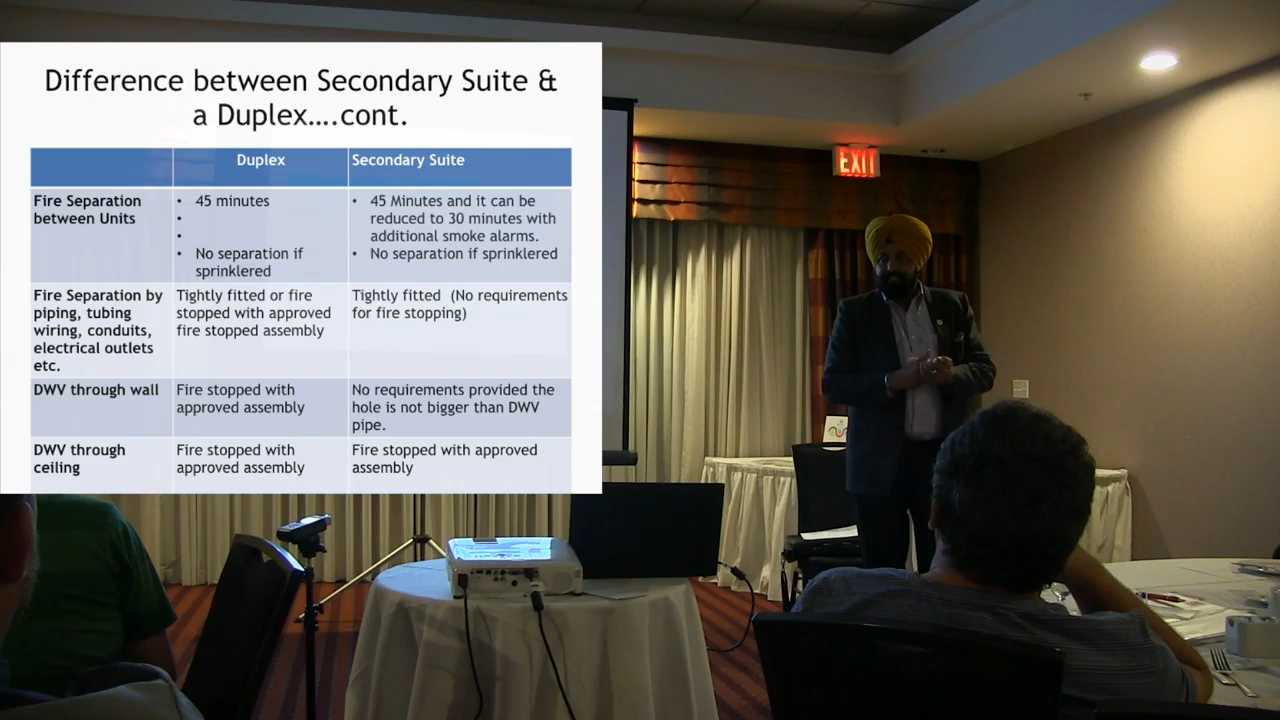 Difference between Secondary Suite &
a Duplex....cont.
Duplex
Secondary Suite
Fire Separation
between Units
• 45 minutes
•
•
• No separation if
sprinklered
• 45 Minutes and it can be
reduced to 30 minutes with
additional smoke alarms.
• No separation if sprinklered
Fire Separation by
piping, tubing
wiring, conduits,
electrical outlets
etc.
Tightly fitted or fire
stopped with approved
fire stopped assembly
Tightly fitted (No requirements
for fire stopping)
DWV through wall
Fire stopped with
approved assembly
No requirements provided the
hole is not bigger than DWV
pipe.
DWV through
ceiling
Fire stopped with
approved assembly
Fire stopped with approved
assembly
EXIT